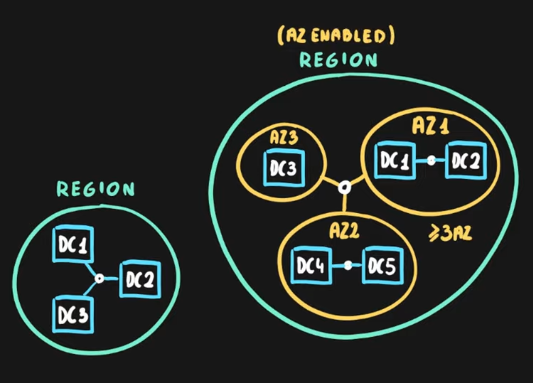 (AZ ENABLED)
REGION
AZ3
DC3
AZ1
DC1
DC2
AZ2
DC4
DC5
≥3AZ
REGION
DC1
DC2
DC3